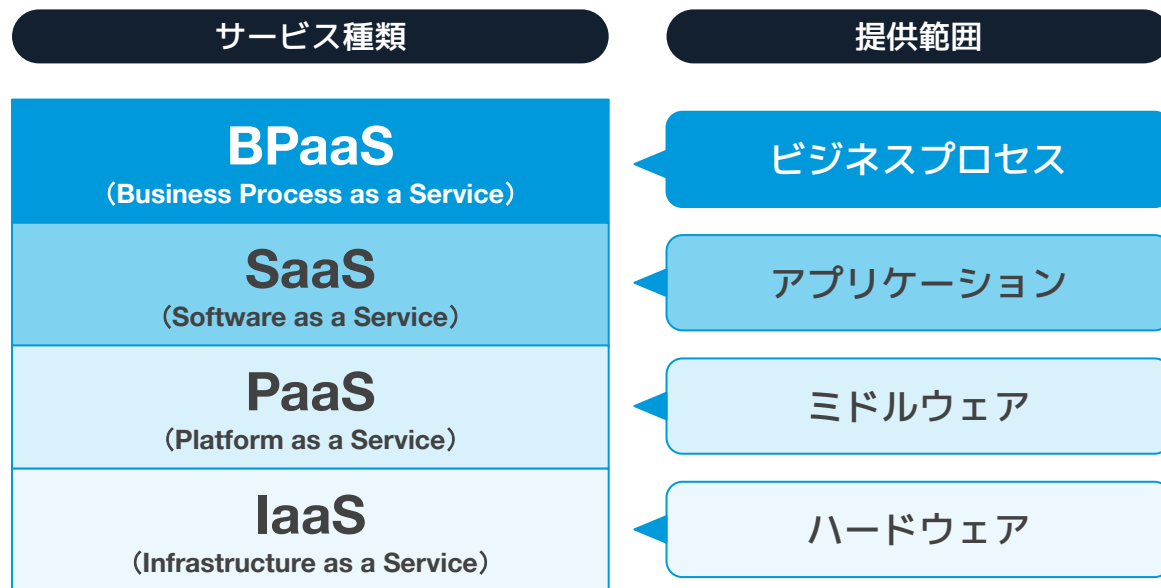 サービス種類
提供範囲
BPaaS
（Business Process as a Service）
ビジネスプロセス
SaaS
（Software as a Service）
アプリケーション
PaaS
（Platform as a Service）
ミドルウェア
IaaS
（Infrastructure as a Service）
ハードウェア